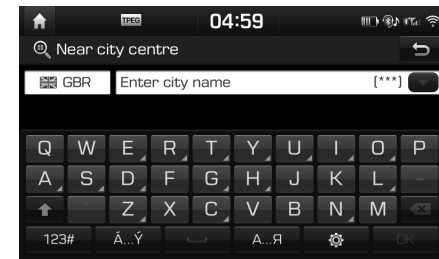 TPEG 04:59
Near city centre
GBR Enter city name (***)
Q W E R T Y U I O P
A S D F G H J K L -
' Z X C V B N M
123# Á...Ý A...Я OK